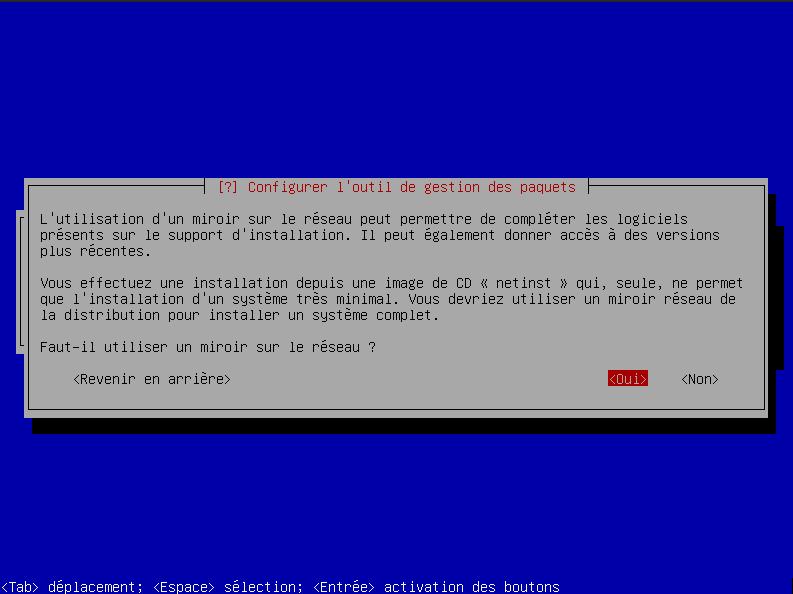 [?] Configurer l'outil de gestion des paquets
L'utilisation d'un miroir sur le réseau peut permettre de compléter les logiciels
présents sur le support d'installation. Il peut également donner accès à des versions
plus récentes.
Vous effectuez une installation depuis une image de CD « netinst » qui, seule, ne permet
que l'installation d'un système très minimal. Vous devriez utiliser un miroir réseau de
la distribution pour installer un système complet.
Faut-il utiliser un miroir sur le réseau ?
<Revenir en arrière> <Oui> <Non>
<Tab> déplacement; <Espace> sélection; <Entrée> activation des boutons